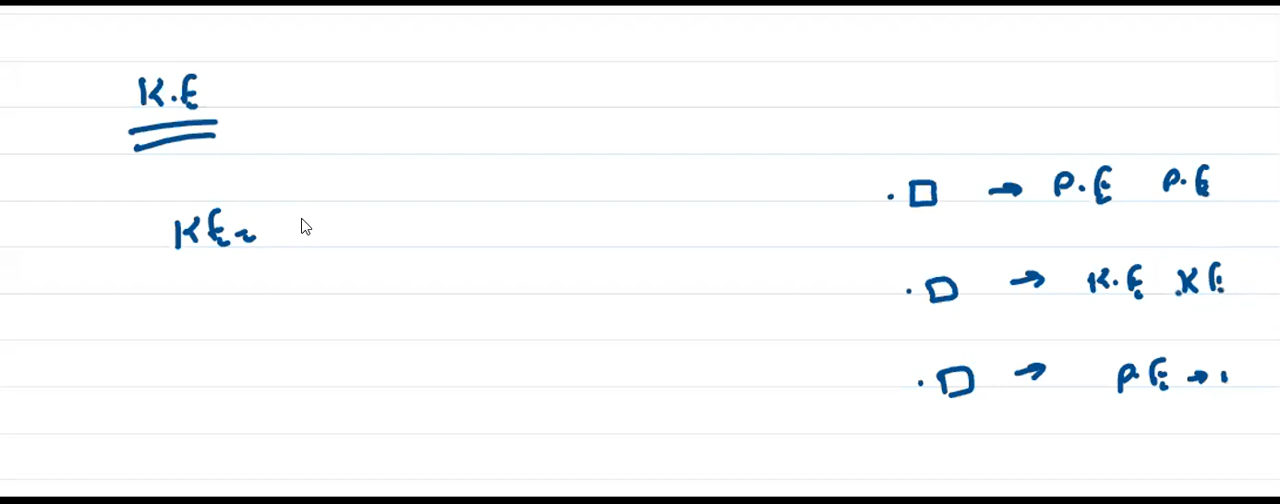 K.E
. □ → P.E P.E
KE =
. □ → K.E .K E
. □ → P.E →